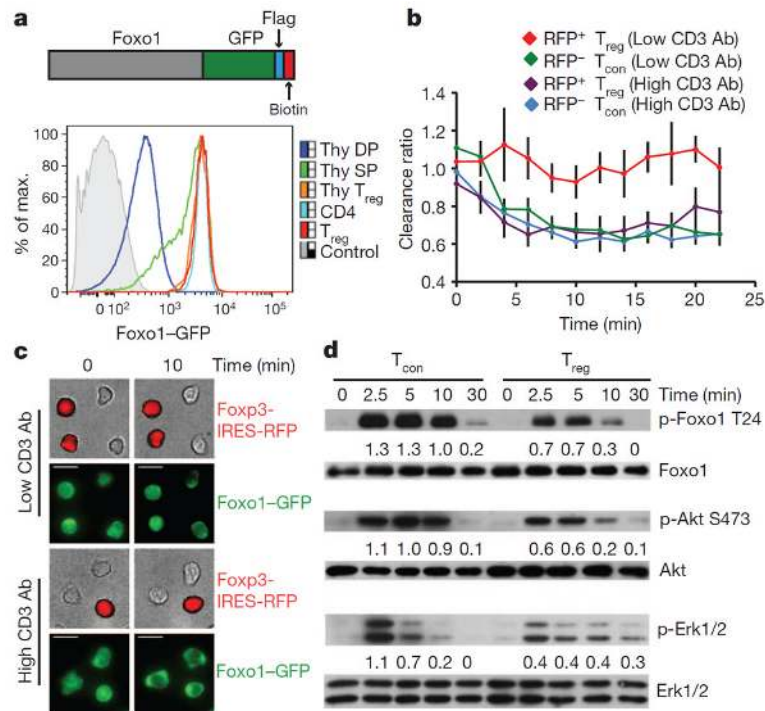 a
Flag
Foxo1 GFP
Biotin
100
80
60
40
20
0
% of max.
0 10² 10³ 10⁴ 10⁵
Foxo1–GFP
Thy DP
Thy SP
Thy Treg
CD4
Treg
Control
b
RFP⁺ Treg (Low CD3 Ab)
RFP⁻ Tcon (Low CD3 Ab)
RFP⁺ Treg (High CD3 Ab)
RFP⁻ Tcon (High CD3 Ab)
Clearance ratio
1.4
1.2
1.0
0.8
0.6
0.4
0 5 10 15 20 25
Time (min)
c
0 10 Time (min)
Low CD3 Ab
Foxp3-
IRES-RFP
Foxo1–GFP
High CD3 Ab
Foxp3-
IRES-RFP
Foxo1–GFP
d
Tcon Treg
0 2.5 5 10 30 0 2.5 5 10 30 Time (min)
p-Foxo1 T24
1.3 1.3 1.0 0.2 0.7 0.7 0.3 0
Foxo1
p-Akt S473
1.1 1.0 0.9 0.1 0.6 0.6 0.2 0.1
Akt
p-Erk1/2
1.1 0.7 0.2 0 0.4 0.4 0.4 0.3
Erk1/2